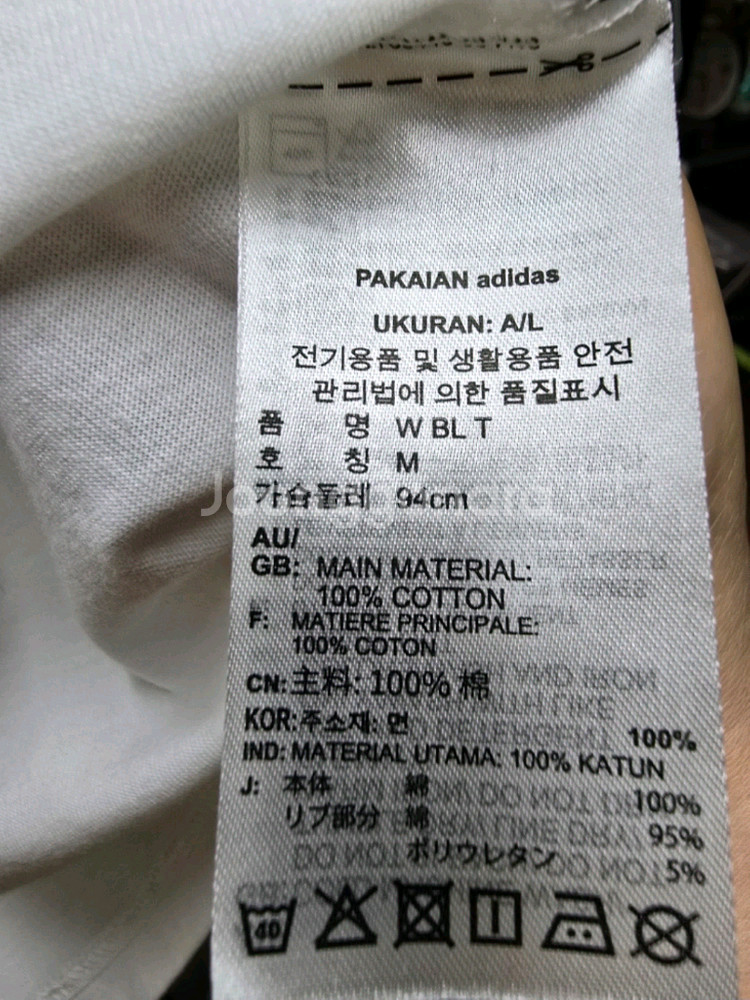 PAKAIAN adidas
UKURAN: A/L
전기용품 및 생활용품 안전
관리법에 의한 품질표시
품 명 W BL T
호 칭 M
가슴둘레 94cm
AU/
GB: MAIN MATERIAL:
100% COTTON
F: MATIERE PRINCIPALE:
100% COTON
CN:主料: 100% 棉
KOR:주소재: 면 100%
IND: MATERIAL UTAMA: 100% KATUN
J: 本体 綿 100%
リブ部分 綿 95%
ポリウレタン 5%
40